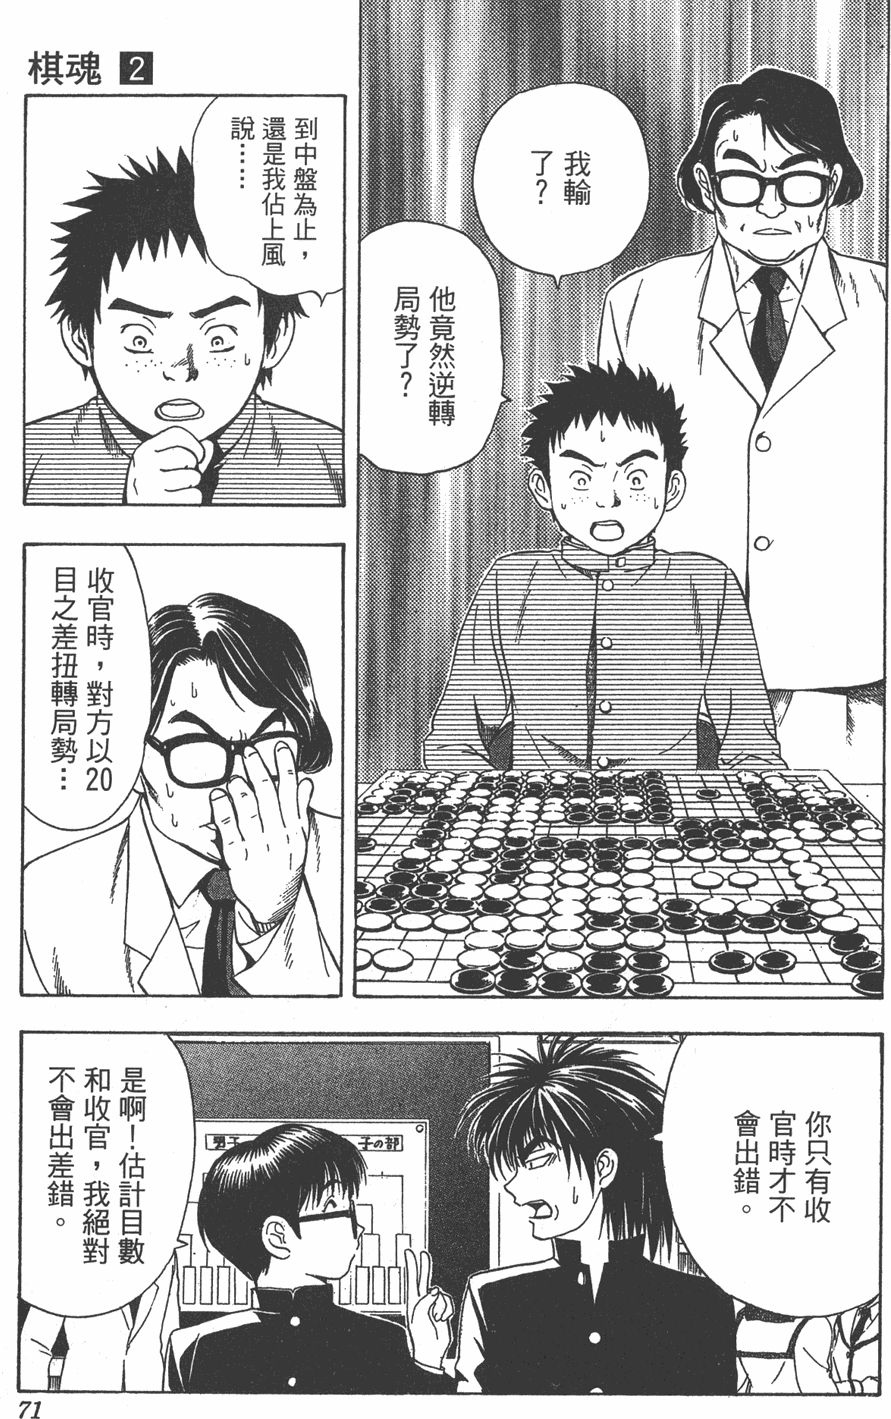 棋魂 2
我輸
了？
他竟然逆轉
局勢了？
到中盤為止，
還是我佔上風
說……
收官時，對方以20
目之差扭轉局勢…
你只有收
官時才不
會出錯。
是啊！估計目數
和收官，我絕對
不會出差錯。
男子
子の部
71